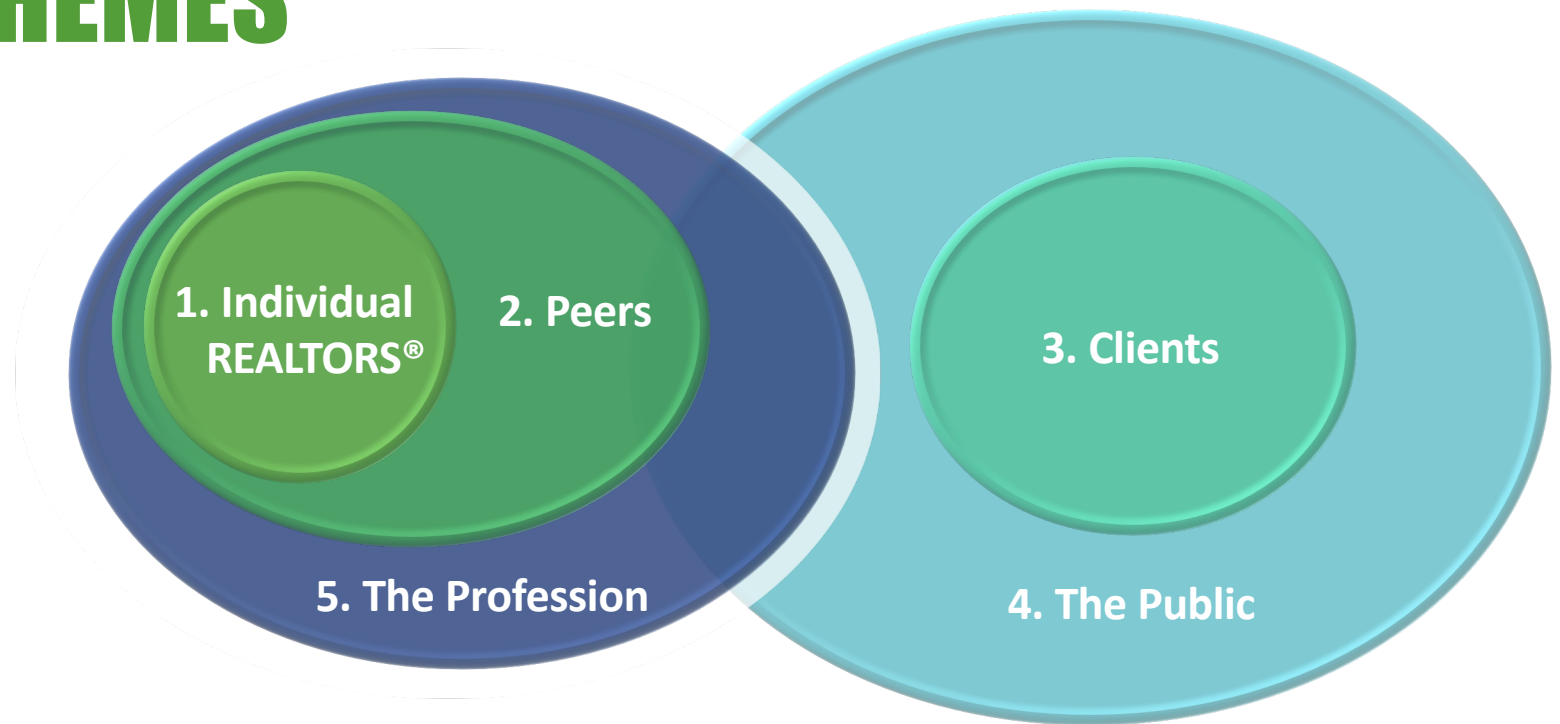 HEMES
1. Individual
REALTORS®
2. Peers
3. Clients
5. The Profession
4. The Public